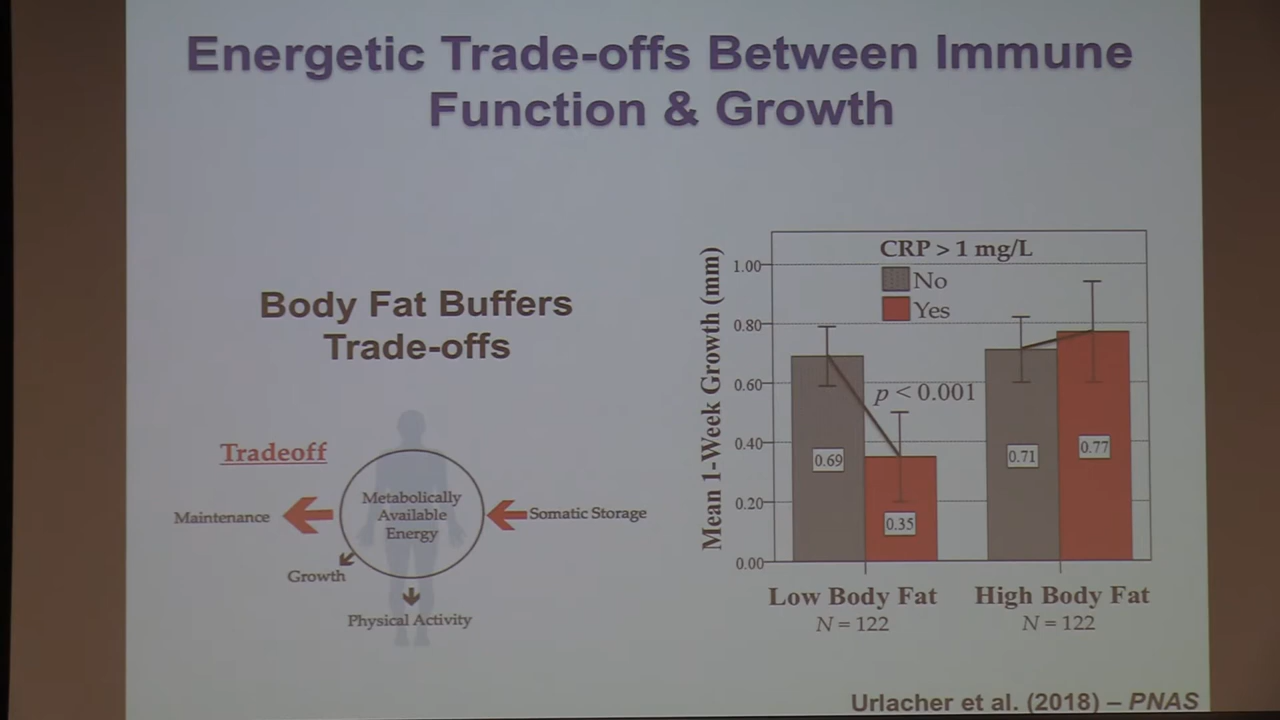 Energetic Trade-offs Between Immune
Function & Growth
Body Fat Buffers
Trade-offs
Tradeoff
Maintenance
Metabolically
Available
Energy
Somatic Storage
Growth
Physical Activity
Mean 1-Week Growth (mm)
CRP > 1 mg/L
No
Yes
1.00
0.80
0.60
0.40
0.20
0.00
p < 0.001
0.69
0.35
0.71
0.77
Low Body Fat
N = 122
High Body Fat
N = 122
Urlacher et al. (2018) – PNAS